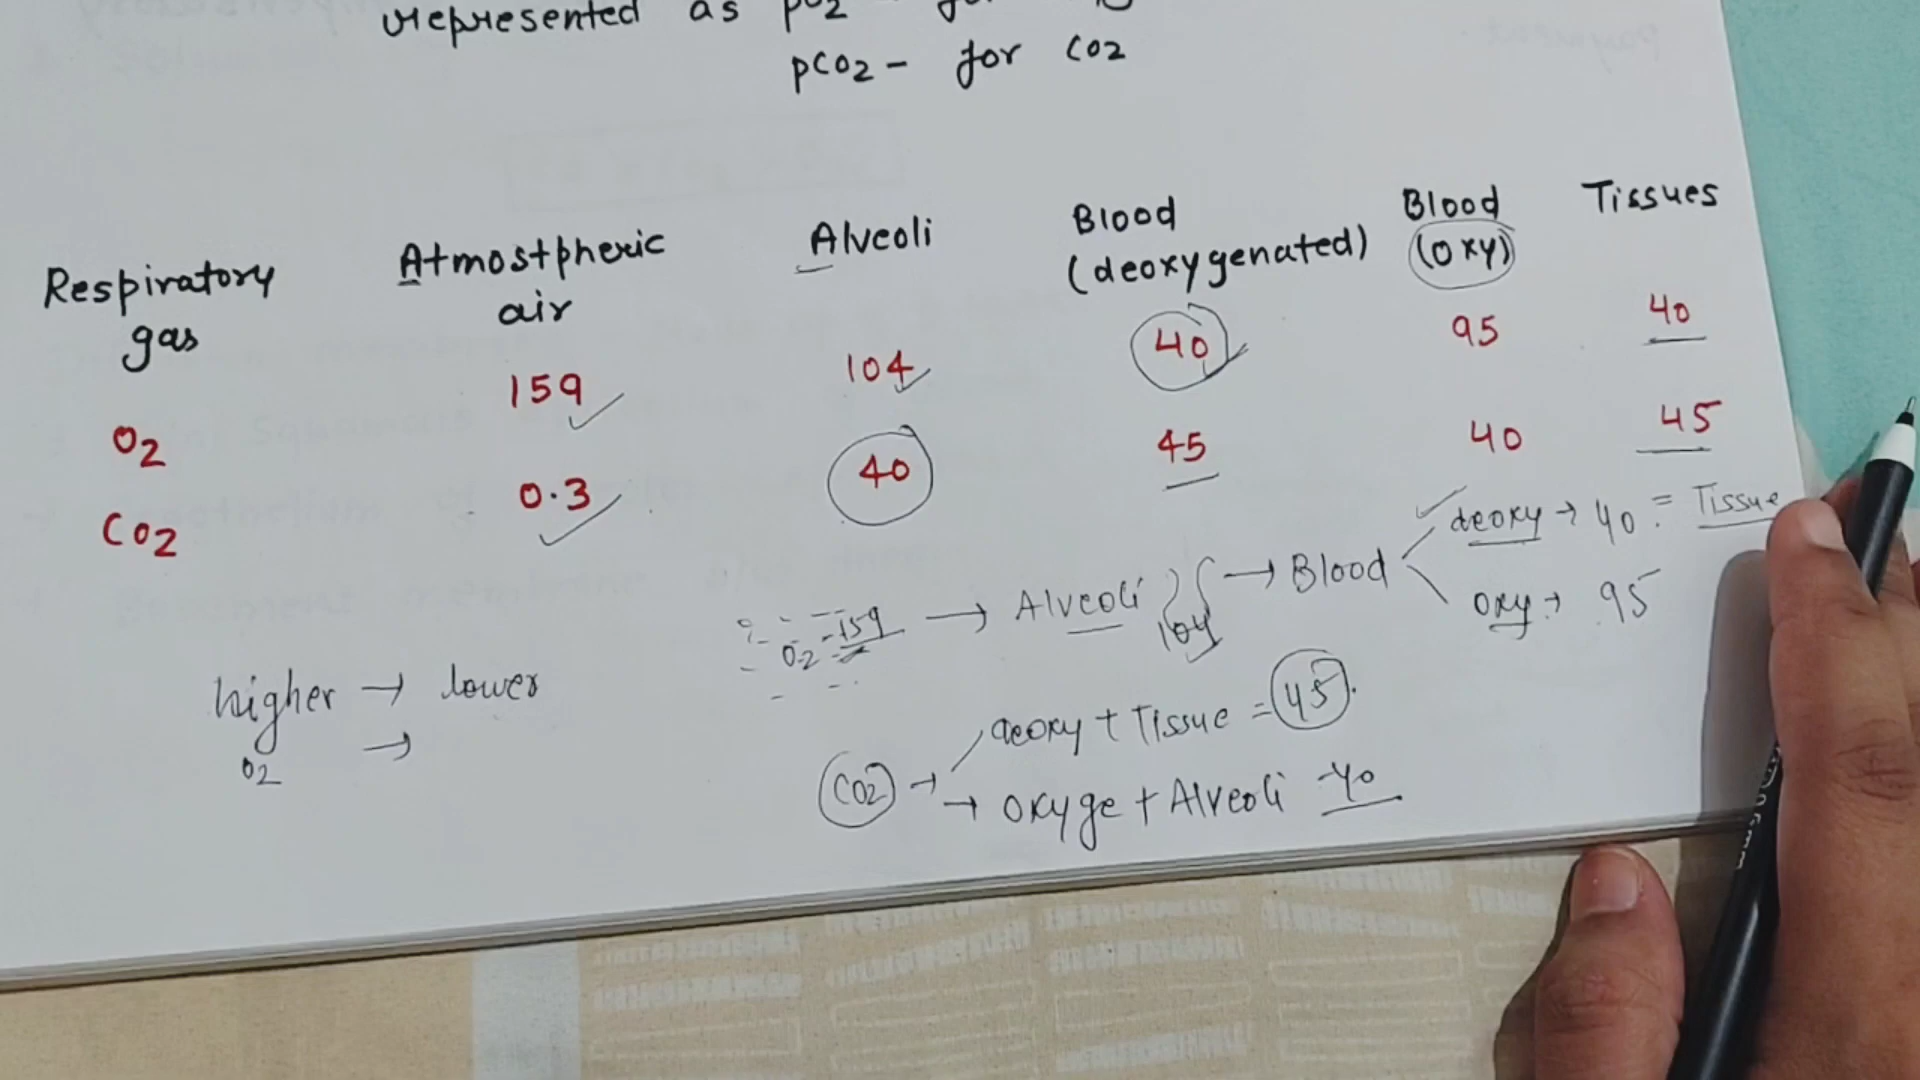 represented as pO2
pCO2 - for CO2
Respiratory gas
Atmostpheric air
Alveoli
Blood (deoxygenated)
Blood (Oxy)
Tissues
O2 159 104 40 95 40
CO2 0.3 40 45 40 45
O2 - 159 → Alveoli 104 → Blood
deoxy → 40 = Tissue
Oxy → 95
higher → lower
O2 →
CO2 → deoxy + Tissue = 45
→ Oxyge + Alveoli - 40